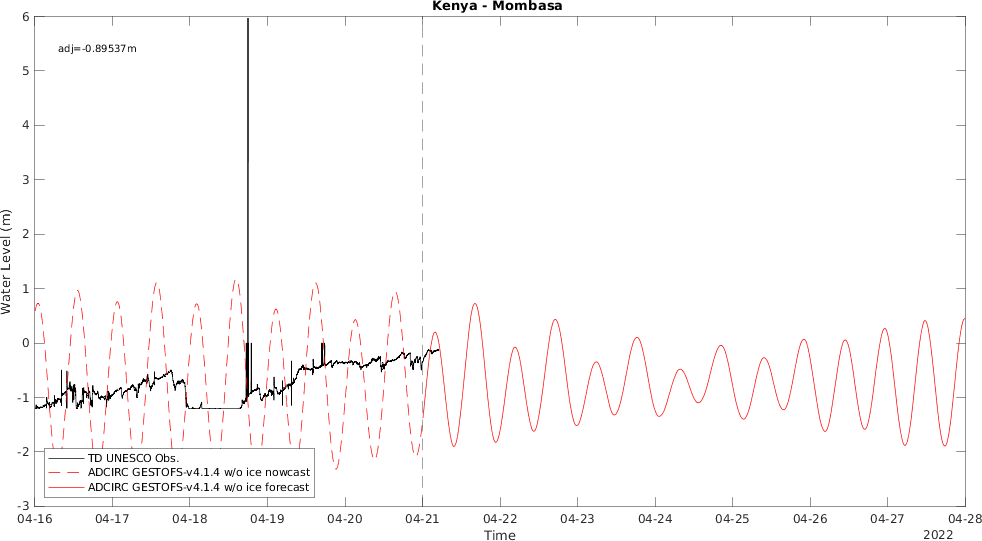 Kenya - Mombasa
adj=-0.89537m
Water Level (m)
6
5
4
3
2
1
0
-1
-2
-3
TD UNESCO Obs.
ADCIRC GESTOFS-v4.1.4 w/o ice nowcast
ADCIRC GESTOFS-v4.1.4 w/o ice forecast
04-16 04-17 04-18 04-19 04-20 04-21 04-22 04-23 04-24 04-25 04-26 04-27 04-28
Time
2022